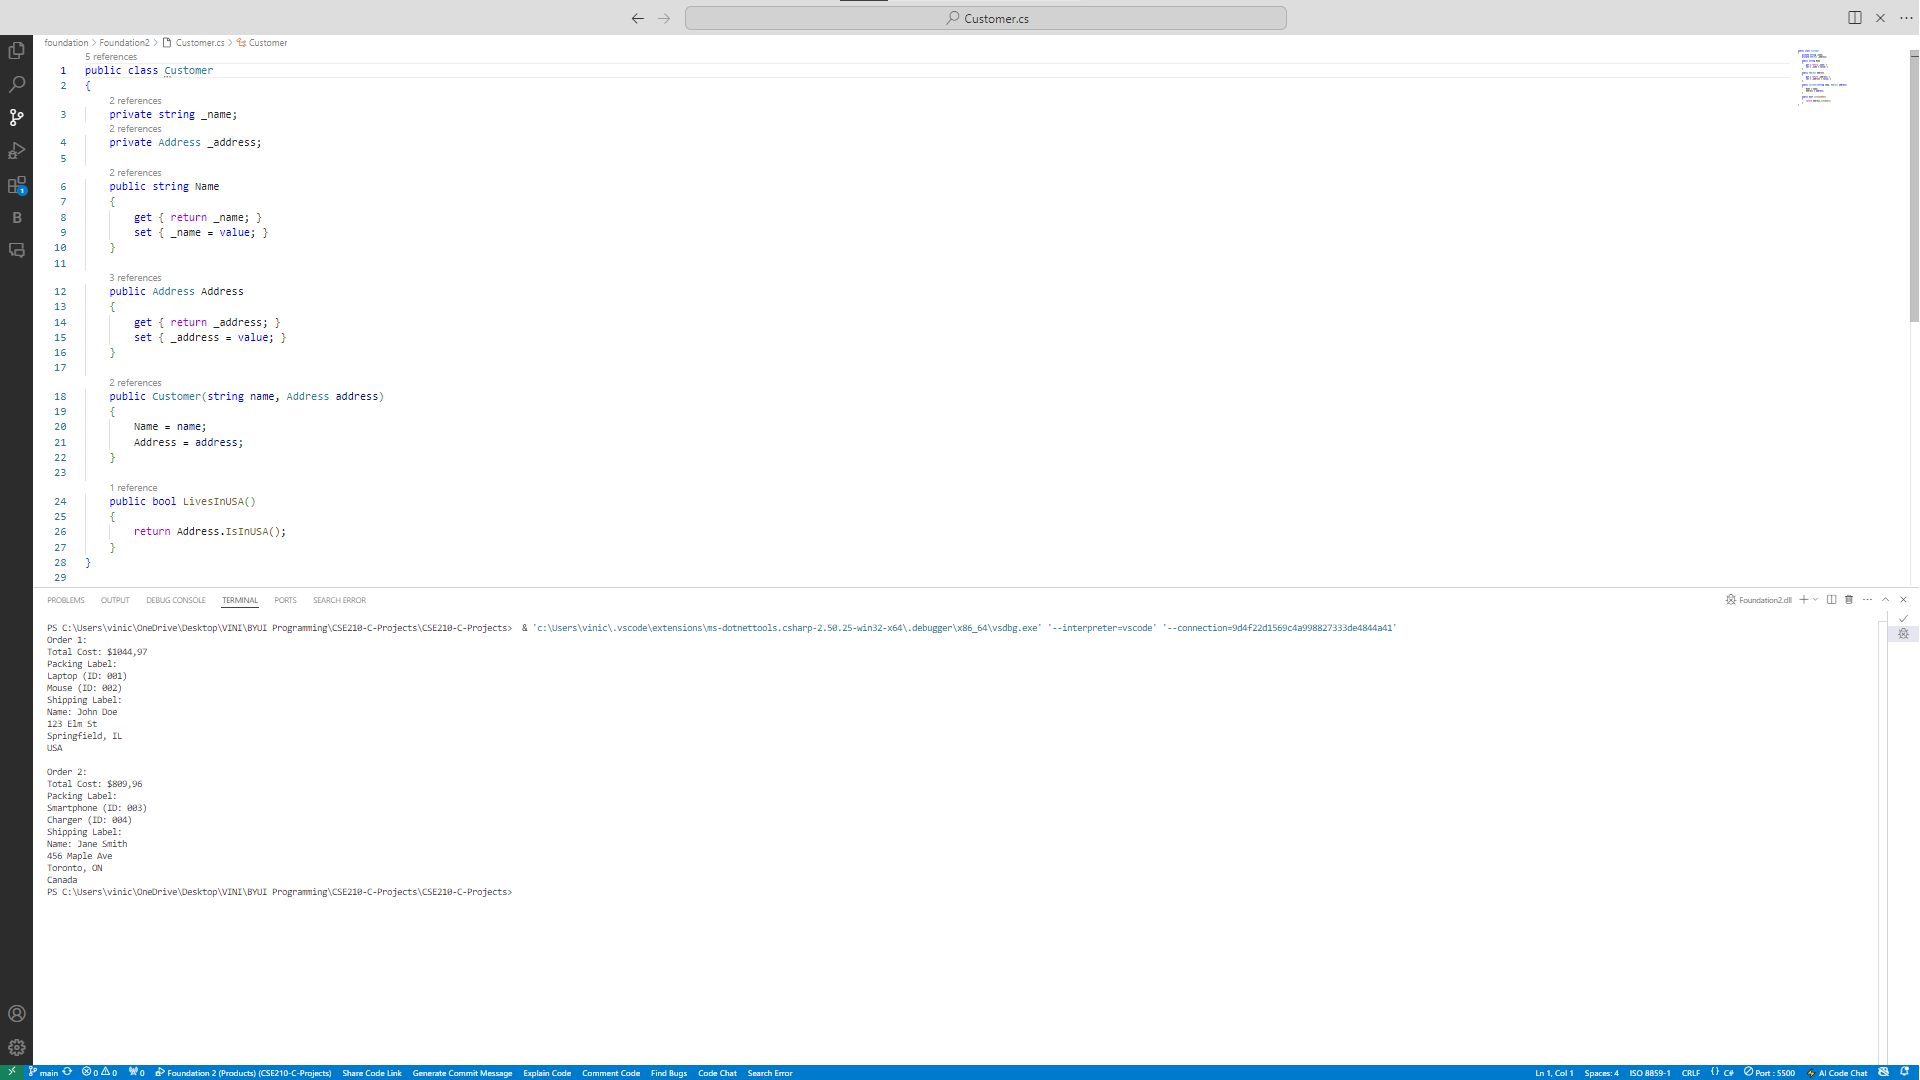 Customer.cs
foundation > Foundation2 > Customer.cs > Customer
5 references
1 public class Customer
2 {
2 references
3 private string _name;
2 references
4 private Address _address;
5
2 references
6 public string Name
7 {
8 get { return _name; }
9 set { _name = value; }
10 }
11
3 references
12 public Address Address
13 {
14 get { return _address; }
15 set { _address = value; }
16 }
17
2 references
18 public Customer(string name, Address address)
19 {
20 Name = name;
21 Address = address;
22 }
23
1 reference
24 public bool LivesInUSA()
25 {
26 return Address.IsInUSA();
27 }
28 }
29
PROBLEMS OUTPUT DEBUG CONSOLE TERMINAL PORTS SEARCH ERROR Foundation2.dll
PS C:\Users\vinic\OneDrive\Desktop\VINI\BYUI Programming\CSE210-C-Projects\CSE210-C-Projects> & 'c:\Users\vinic\.vscode\extensions\ms-dotnettools.csharp-2.50.25-win32-x64\.debugger\x86_64\vsdbg.exe' '--interpreter=vscode' '--connection=9d4f22d1569c4a998827333de4844a41'
Order 1:
Total Cost: $1044,97
Packing Label:
Laptop (ID: 001)
Mouse (ID: 002)
Shipping Label:
Name: John Doe
123 Elm St
Springfield, IL
USA
Order 2:
Total Cost: $809,96
Packing Label:
Smartphone (ID: 003)
Charger (ID: 004)
Shipping Label:
Name: Jane Smith
456 Maple Ave
Toronto, ON
Canada
PS C:\Users\vinic\OneDrive\Desktop\VINI\BYUI Programming\CSE210-C-Projects\CSE210-C-Projects>
main 0 0 0 Foundation 2 (Products) (CSE210-C-Projects) Share Code Link Generate Commit Message Explain Code Comment Code Find Bugs Code Chat Search Error Ln 1, Col 1 Spaces: 4 ISO 8859-1 CRLF {} C# Port : 5500 AI Code Chat